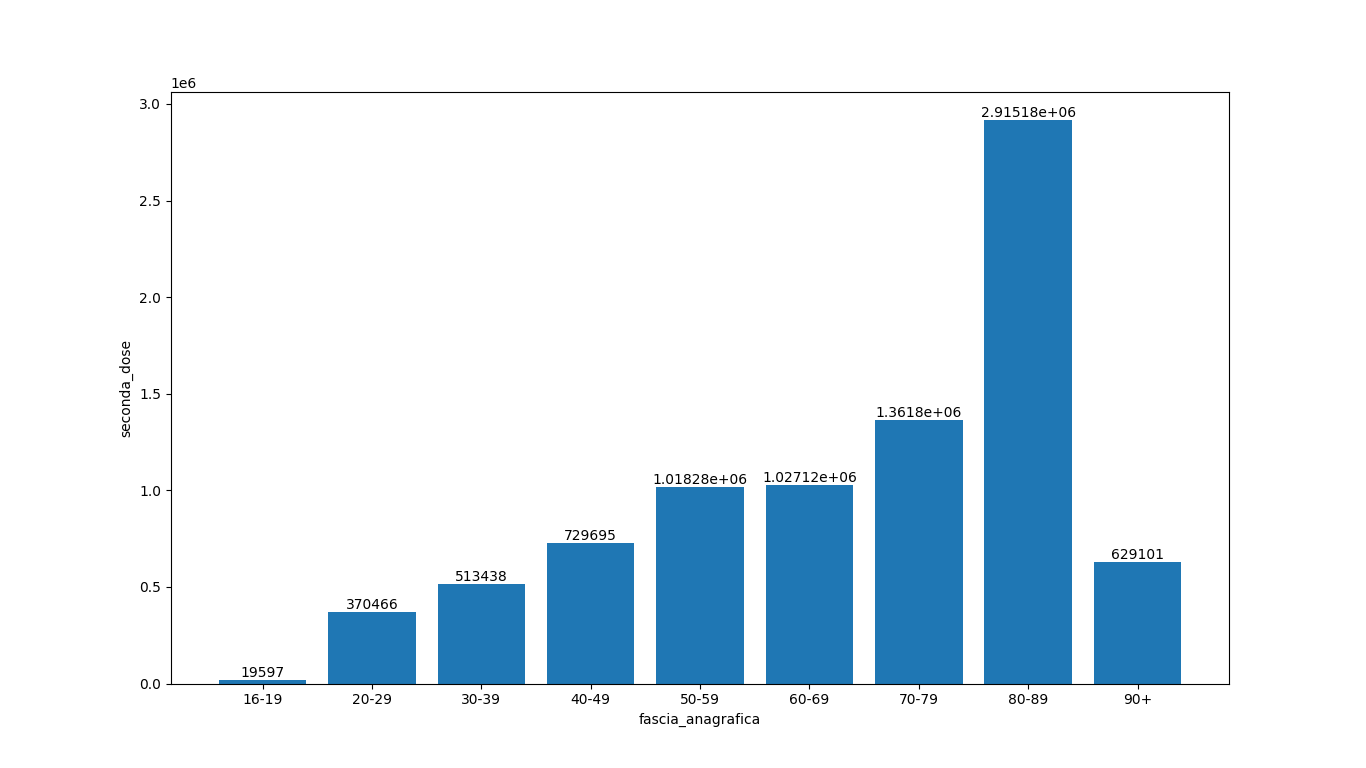 1e6
3.0
2.5
2.0
1.5
1.0
0.5
0.0
seconda_dose
19597
370466
513438
729695
1.01828e+06
1.02712e+06
1.3618e+06
2.91518e+06
629101
16-19 20-29 30-39 40-49 50-59 60-69 70-79 80-89 90+
fascia_anagrafica